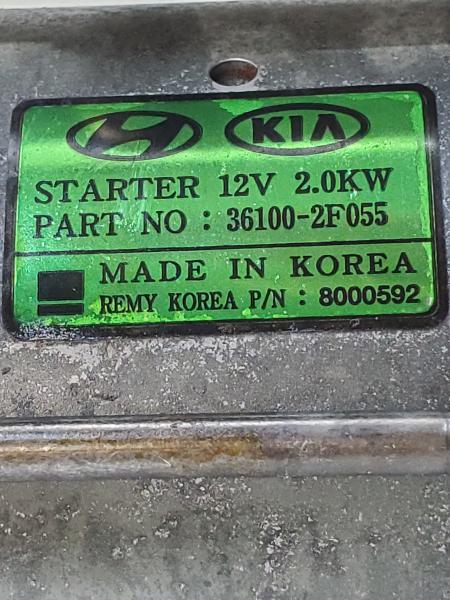 KIA
STARTER 12V 2.0KW
PART NO : 36100-2F055
MADE IN KOREA
REMY KOREA P/N : 8000592